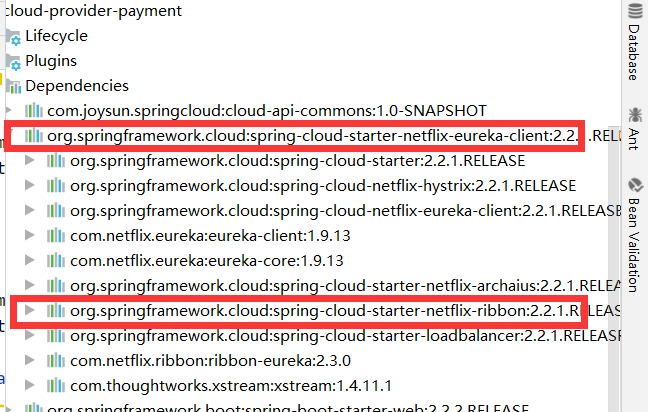 cloud-provider-payment
Lifecycle
Plugins
Dependencies
com.joysun.springcloud:cloud-api-commons:1.0-SNAPSHOT
org.springframework.cloud:spring-cloud-starter-netflix-eureka-client:2.2.1.RELE
org.springframework.cloud:spring-cloud-starter:2.2.1.RELEASE
org.springframework.cloud:spring-cloud-netflix-hystrix:2.2.1.RELEASE
org.springframework.cloud:spring-cloud-netflix-eureka-client:2.2.1.RELEASE
com.netflix.eureka:eureka-client:1.9.13
com.netflix.eureka:eureka-core:1.9.13
org.springframework.cloud:spring-cloud-starter-netflix-archaius:2.2.1.RELEA
org.springframework.cloud:spring-cloud-starter-netflix-ribbon:2.2.1.RELEAS
org.springframework.cloud:spring-cloud-starter-loadbalancer:2.2.1.RELEASE
com.netflix.ribbon:ribbon-eureka:2.3.0
com.thoughtworks.xstream:xstream:1.4.11.1
org.springframework.boot:spring-boot-starter-web:2.2.2.RELEASE
Database
Ant
Bean Validation